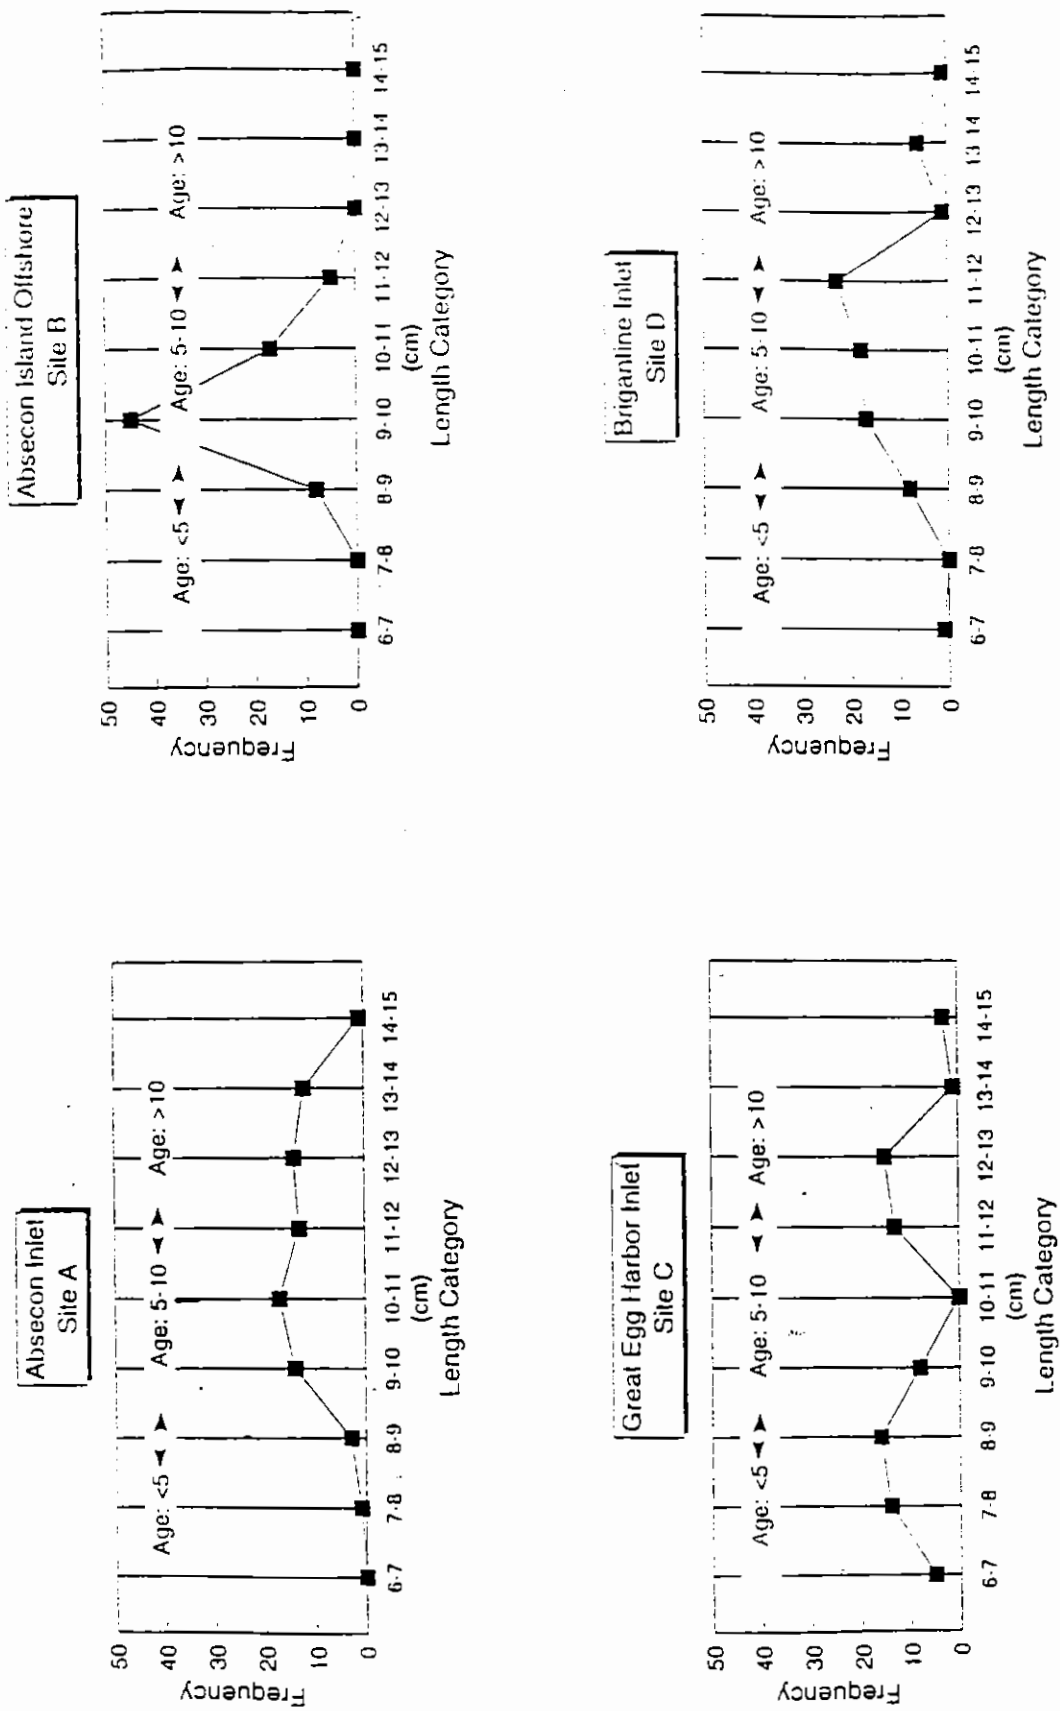 Absecon Inlet
Site A
50
40
30
20
10
0
Frequency
Age: <5
Age: 5-10
Age: >10
6-7
7-8
8-9
9-10
10-11
11-12
12-13
13-14
14-15
(cm)
Length Category
Absecon Island Offshore
Site B
50
40
30
20
10
0
Frequency
Age: <5
Age: 5-10
Age: >10
6-7
7-8
8-9
9-10
10-11
11-12
12-13
13-14
14-15
(cm)
Length Category
Great Egg Harbor Inlet
Site C
50
40
30
20
10
0
Frequency
Age: <5
Age: 5-10
Age: >10
6-7
7-8
8-9
9-10
10-11
11-12
12-13
13-14
14-15
(cm)
Length Category
Brigantine Inlet
Site D
50
40
30
20
10
0
Frequency
Age: <5
Age: 5-10
Age: >10
6-7
7-8
8-9
9-10
10-11
11-12
12-13
13 14
14-15
(cm)
Length Category